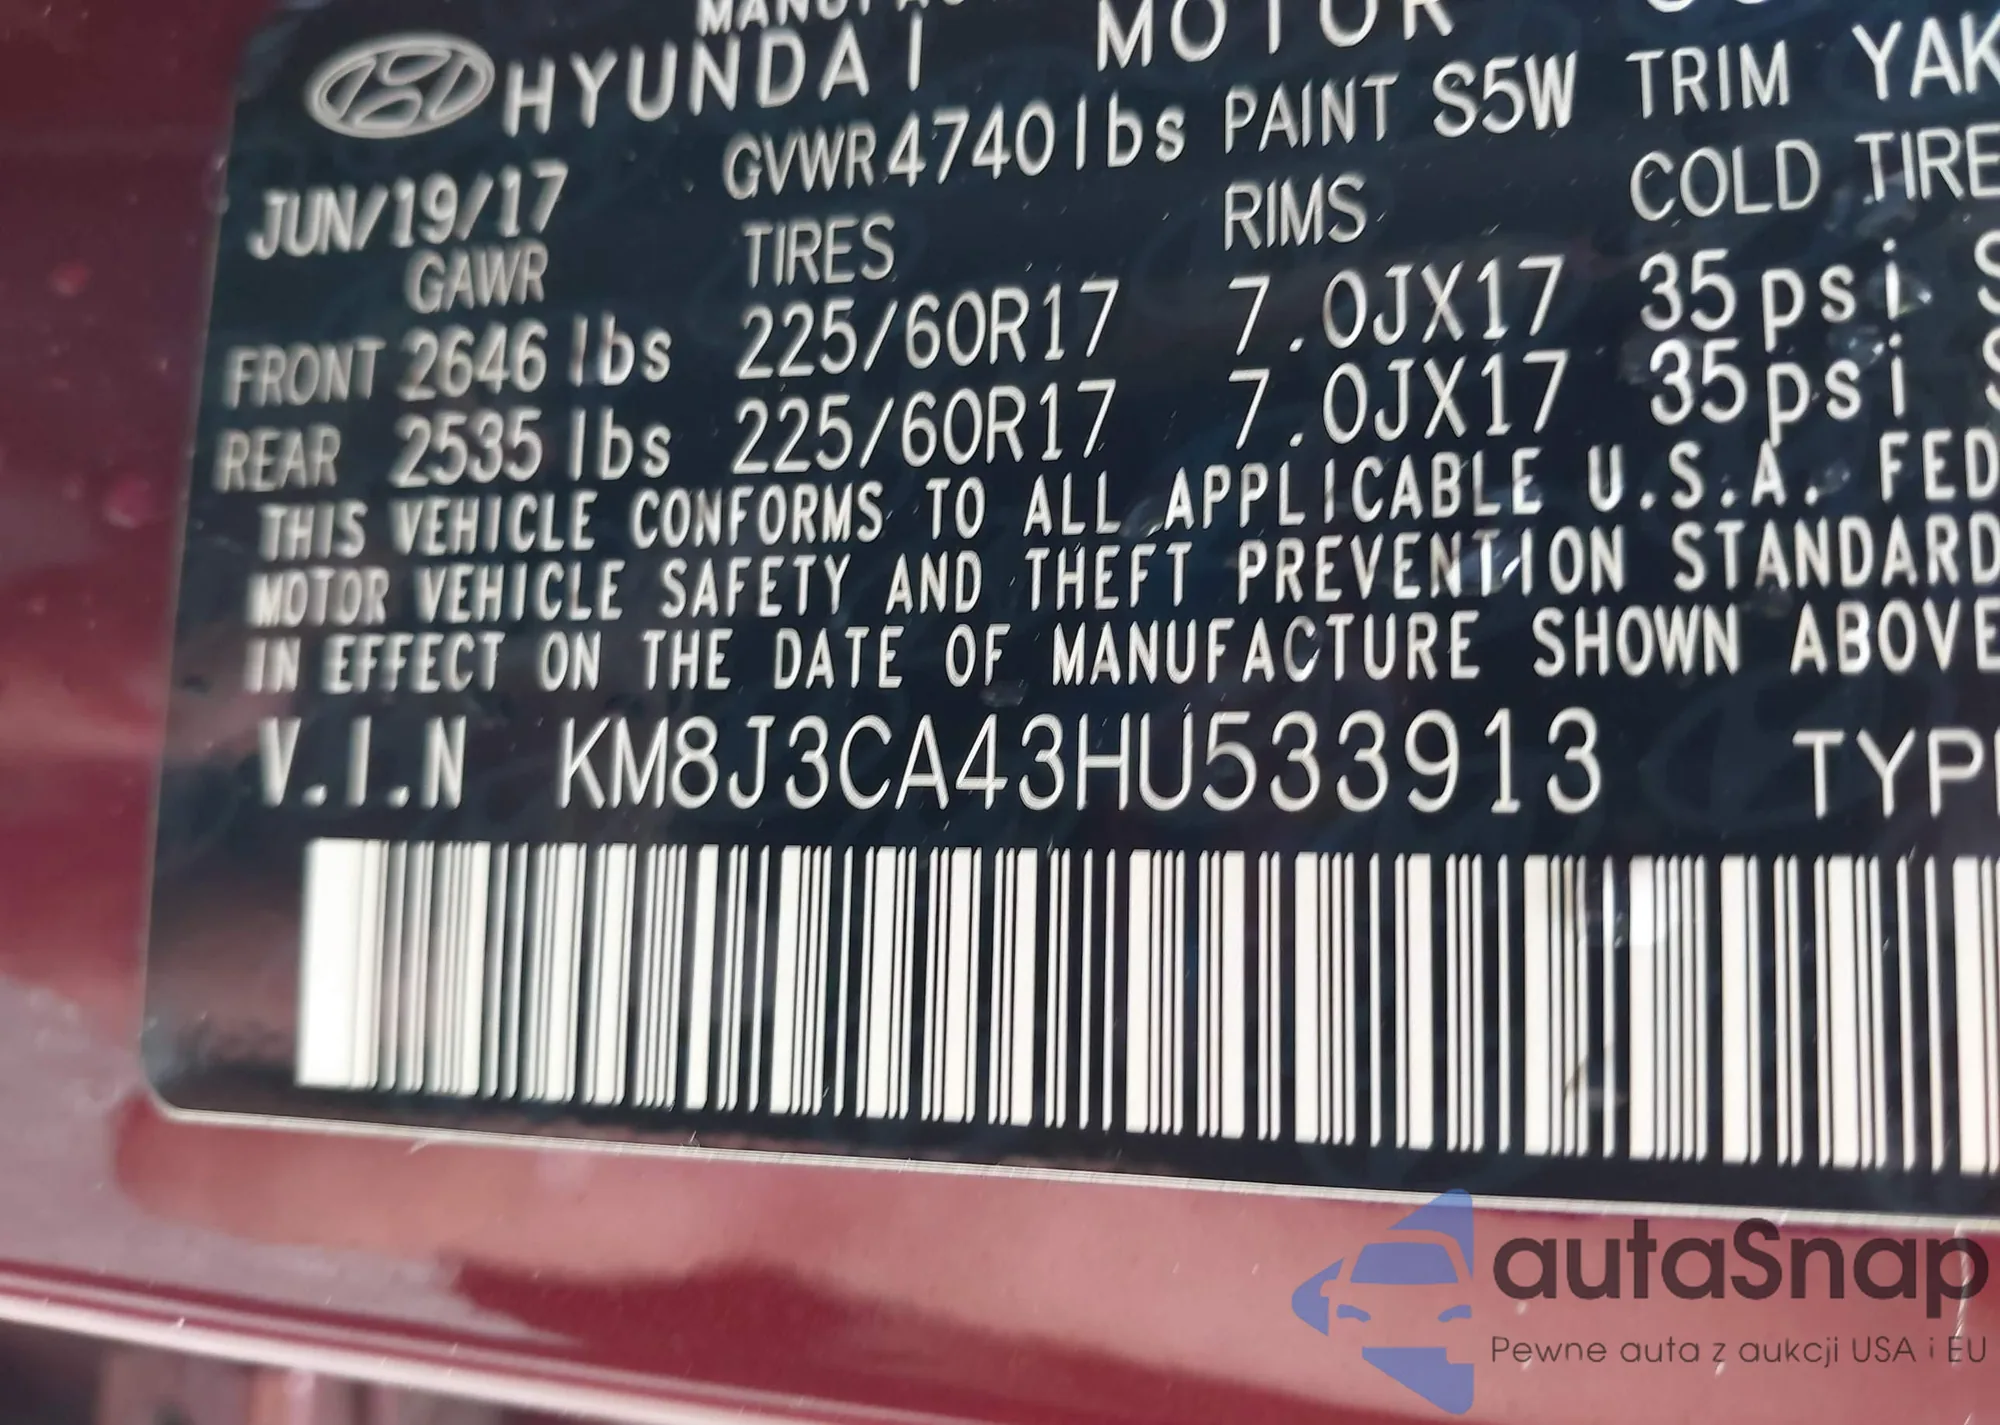 HYUNDAI MOTOR
JUN/19/17 GVWR 4740 lbs PAINT S5W TRIM YAK
GAWR TIRES RIMS COLD TIRE
FRONT 2646 lbs 225/60R17 7.0JX17 35psi
REAR 2535 lbs 225/60R17 7.0JX17 35psi
THIS VEHICLE CONFORMS TO ALL APPLICABLE U.S.A. FED
MOTOR VEHICLE SAFETY AND THEFT PREVENTION STANDARD
IN EFFECT ON THE DATE OF MANUFACTURE SHOWN ABOVE
V.I.N KM8J3CA43HU533913 TYP
autaSnap
Pewne auta z aukcji USA i EU